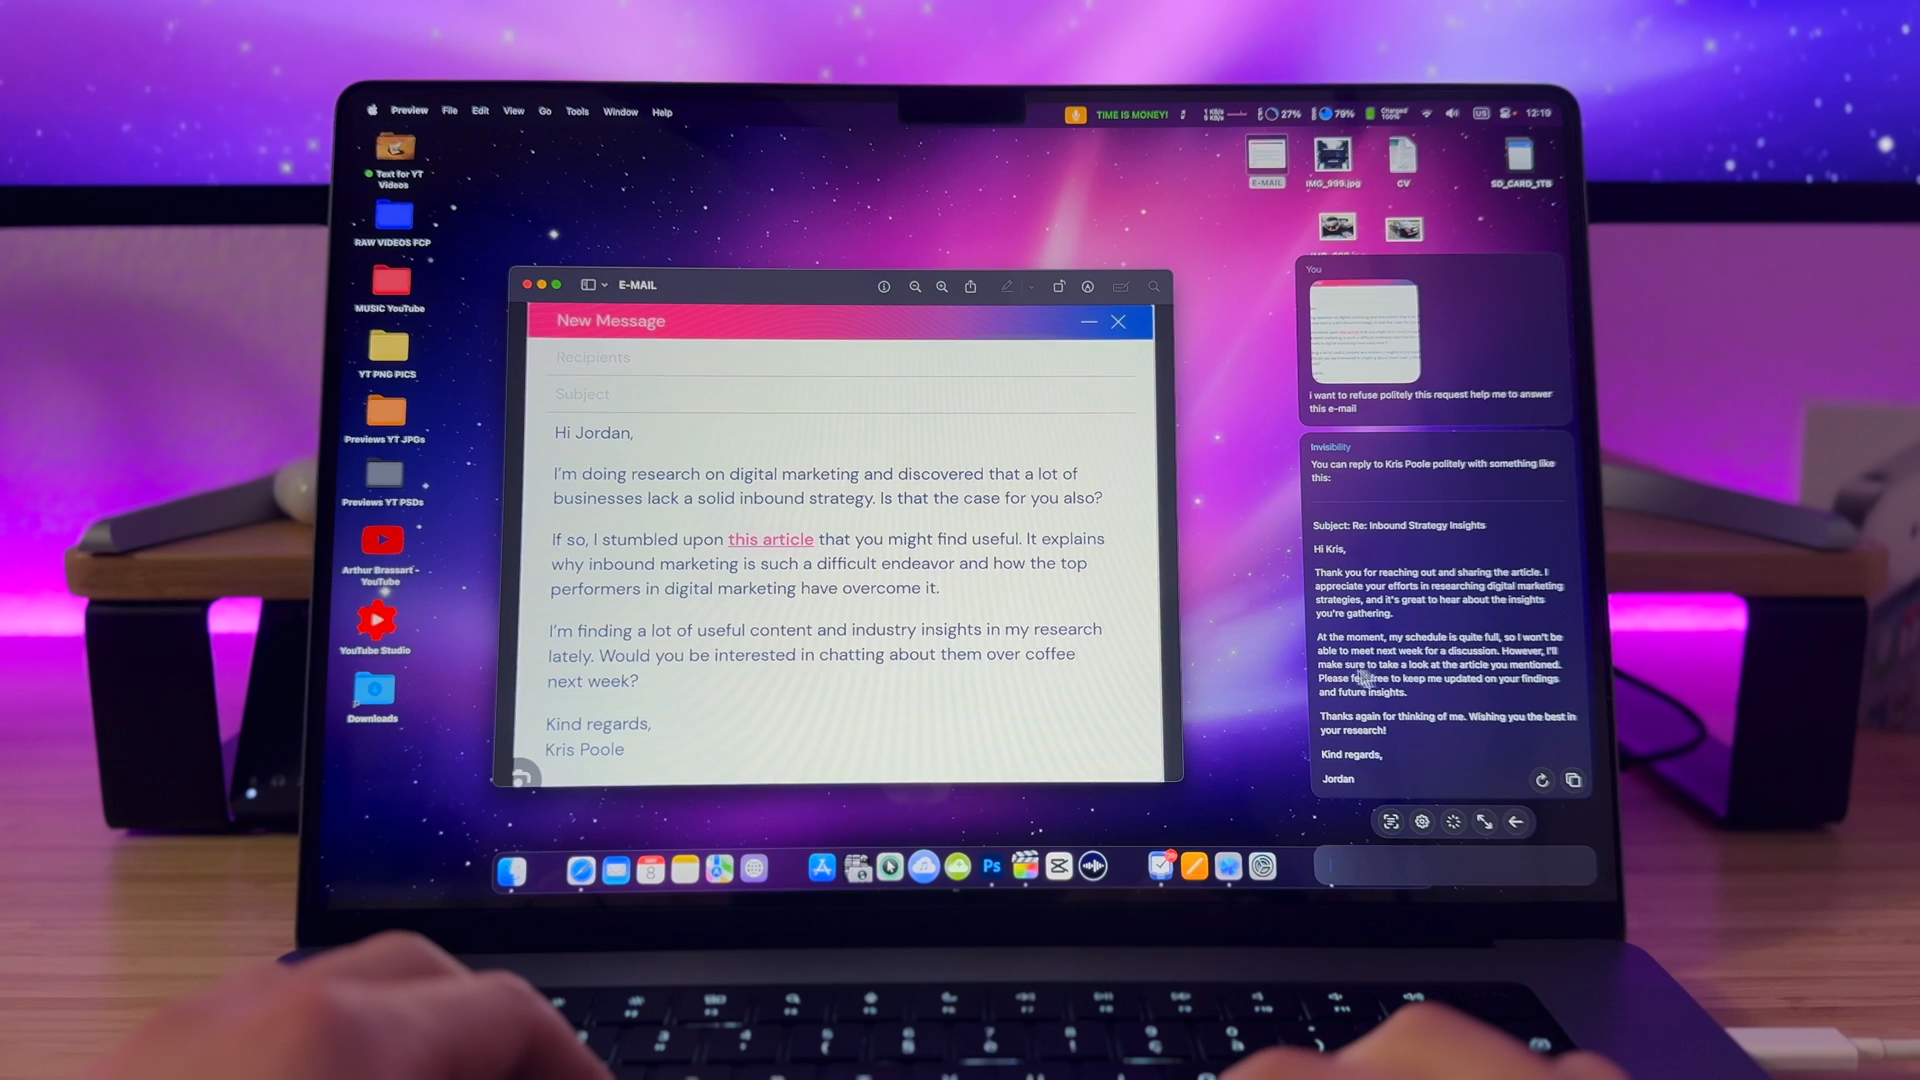 Preview File Edit View Go Tools Window Help
TIME IS MONEY! 27% 79% Charged 100% US 12:19
Text for YT
Videos
RAW VIDEOS FCP
MUSIC YouTube
YT PNG PICS
Previews YT JPGs
Previews YT PSDs
Arthur Brassart -
YouTube
YouTube Studio
Downloads
E-MAIL
IMG_999.jpg
CV
SD_CARD_1TB
E-MAIL
New Message
Recipients
Subject
Hi Jordan,
I'm doing research on digital marketing and discovered that a lot of
businesses lack a solid inbound strategy. Is that the case for you also?
If so, I stumbled upon this article that you might find useful. It explains
why inbound marketing is such a difficult endeavor and how the top
performers in digital marketing have overcome it.
I'm finding a lot of useful content and industry insights in my research
lately. Would you be interested in chatting about them over coffee
next week?
Kind regards,
Kris Poole
You
i want to refuse politely this request help me to answer
this e-mail
Invisibility
You can reply to Kris Poole politely with something like
this:
Subject: Re: Inbound Strategy Insights
Hi Kris,
Thank you for reaching out and sharing the article. I
appreciate your efforts in researching digital marketing
strategies, and it's great to hear about the insights
you're gathering.
At the moment, my schedule is quite full, so I won't be
able to meet next week for a discussion. However, I'll
make sure to take a look at the article you mentioned.
Please feel free to keep me updated on your findings
and future insights.
Thanks again for thinking of me. Wishing you the best in
your research!
Kind regards,
Jordan
8
Ps